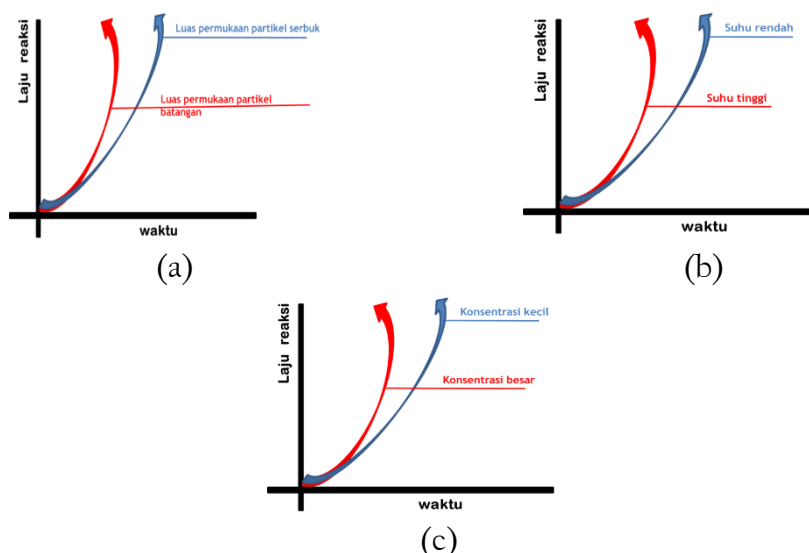 Laju reaksi
Luas permukaan partikel serbuk
Luas permukaan partikel
batangan
waktu
(a)
Laju reaksi
Suhu rendah
Suhu tinggi
waktu
(b)
Laju reaksi
Konsentrasi kecil
Konsentrasi besar
waktu
(c)